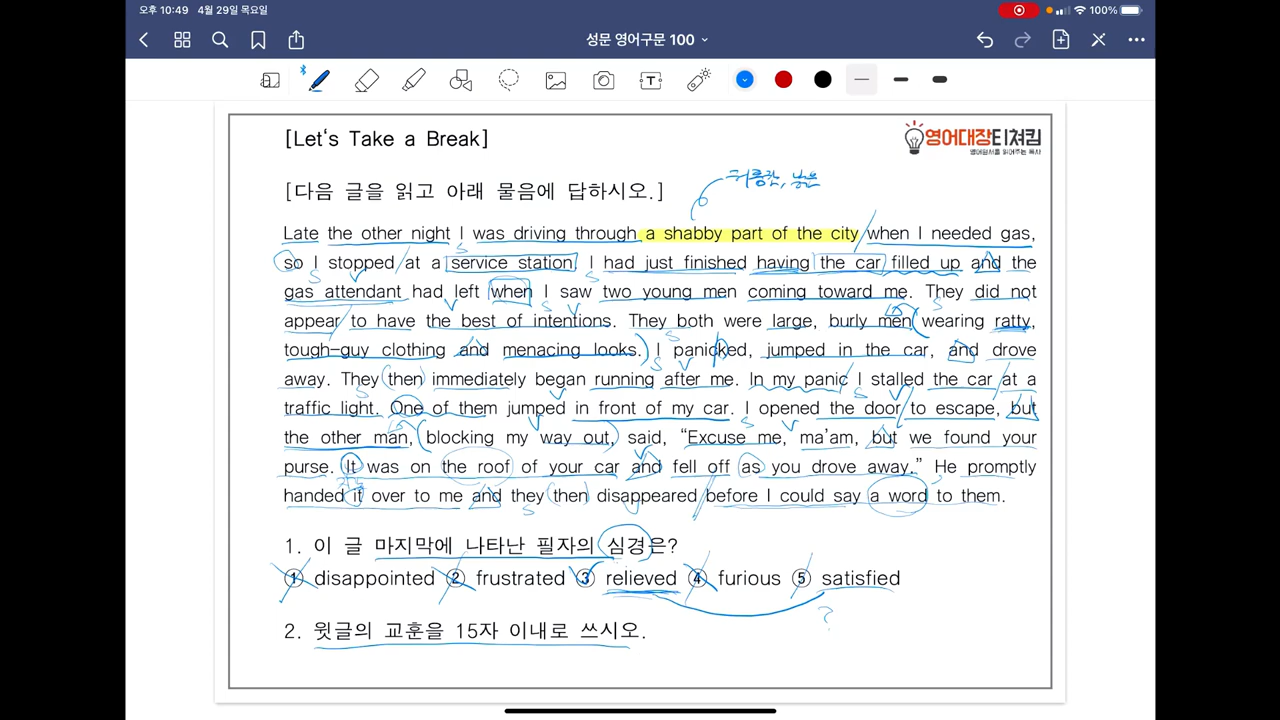 오후 10:49 4월 29일 목요일
100%
성문 영어구문 100
[Let's Take a Break]
영어대장티쳐킴
[다음 글을 읽고 아래 물음에 답하시오.]
허름한, 낡은
Late the other night I was driving through a shabby part of the city when I needed gas,
so I stopped at a service station. I had just finished having the car filled up and the
gas attendant had left when I saw two young men coming toward me. They did not
appear to have the best of intentions. They both were large, burly men wearing ratty,
tough-guy clothing and menacing looks. I panicked, jumped in the car, and drove
away. They then immediately began running after me. In my panic I stalled the car at a
traffic light. One of them jumped in front of my car. I opened the door to escape, but
the other man, blocking my way out, said, “Excuse me, ma'am, but we found your
purse. It was on the roof of your car and fell off as you drove away.” He promptly
handed it over to me and they then disappeared before I could say a word to them.
1. 이 글 마지막에 나타난 필자의 심경은?
① disappointed ② frustrated ③ relieved ④ furious ⑤ satisfied
?
2. 윗글의 교훈을 15자 이내로 쓰시오.